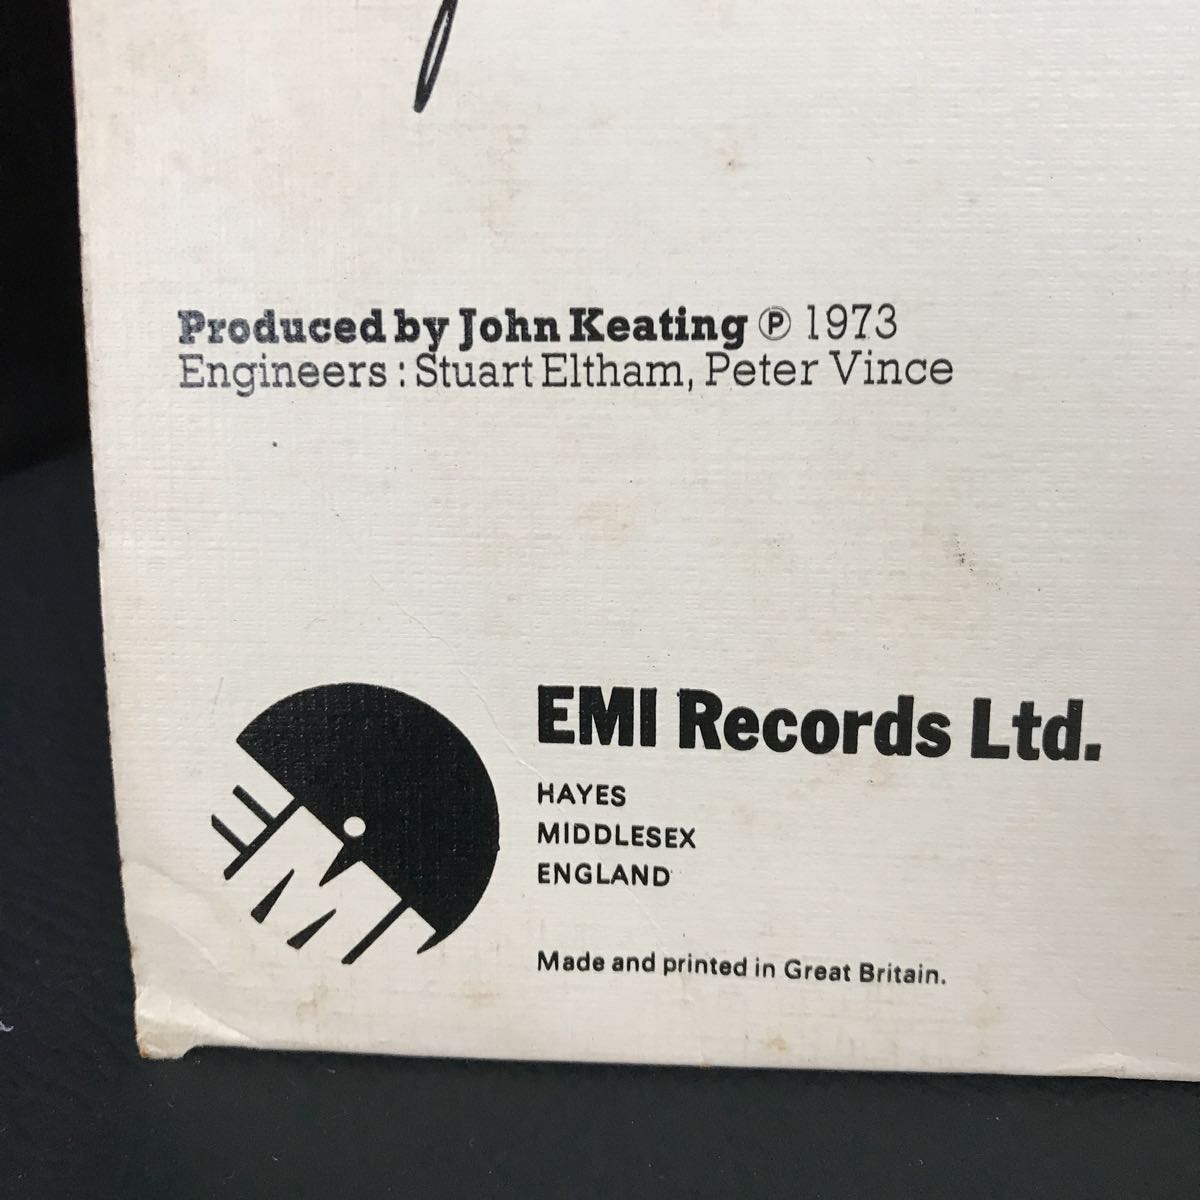 Produced by John Keating ℗ 1973
Engineers : Stuart Eltham, Peter Vince
EMI
EMI Records Ltd.
HAYES
MIDDLESEX
ENGLAND
Made and printed in Great Britain.